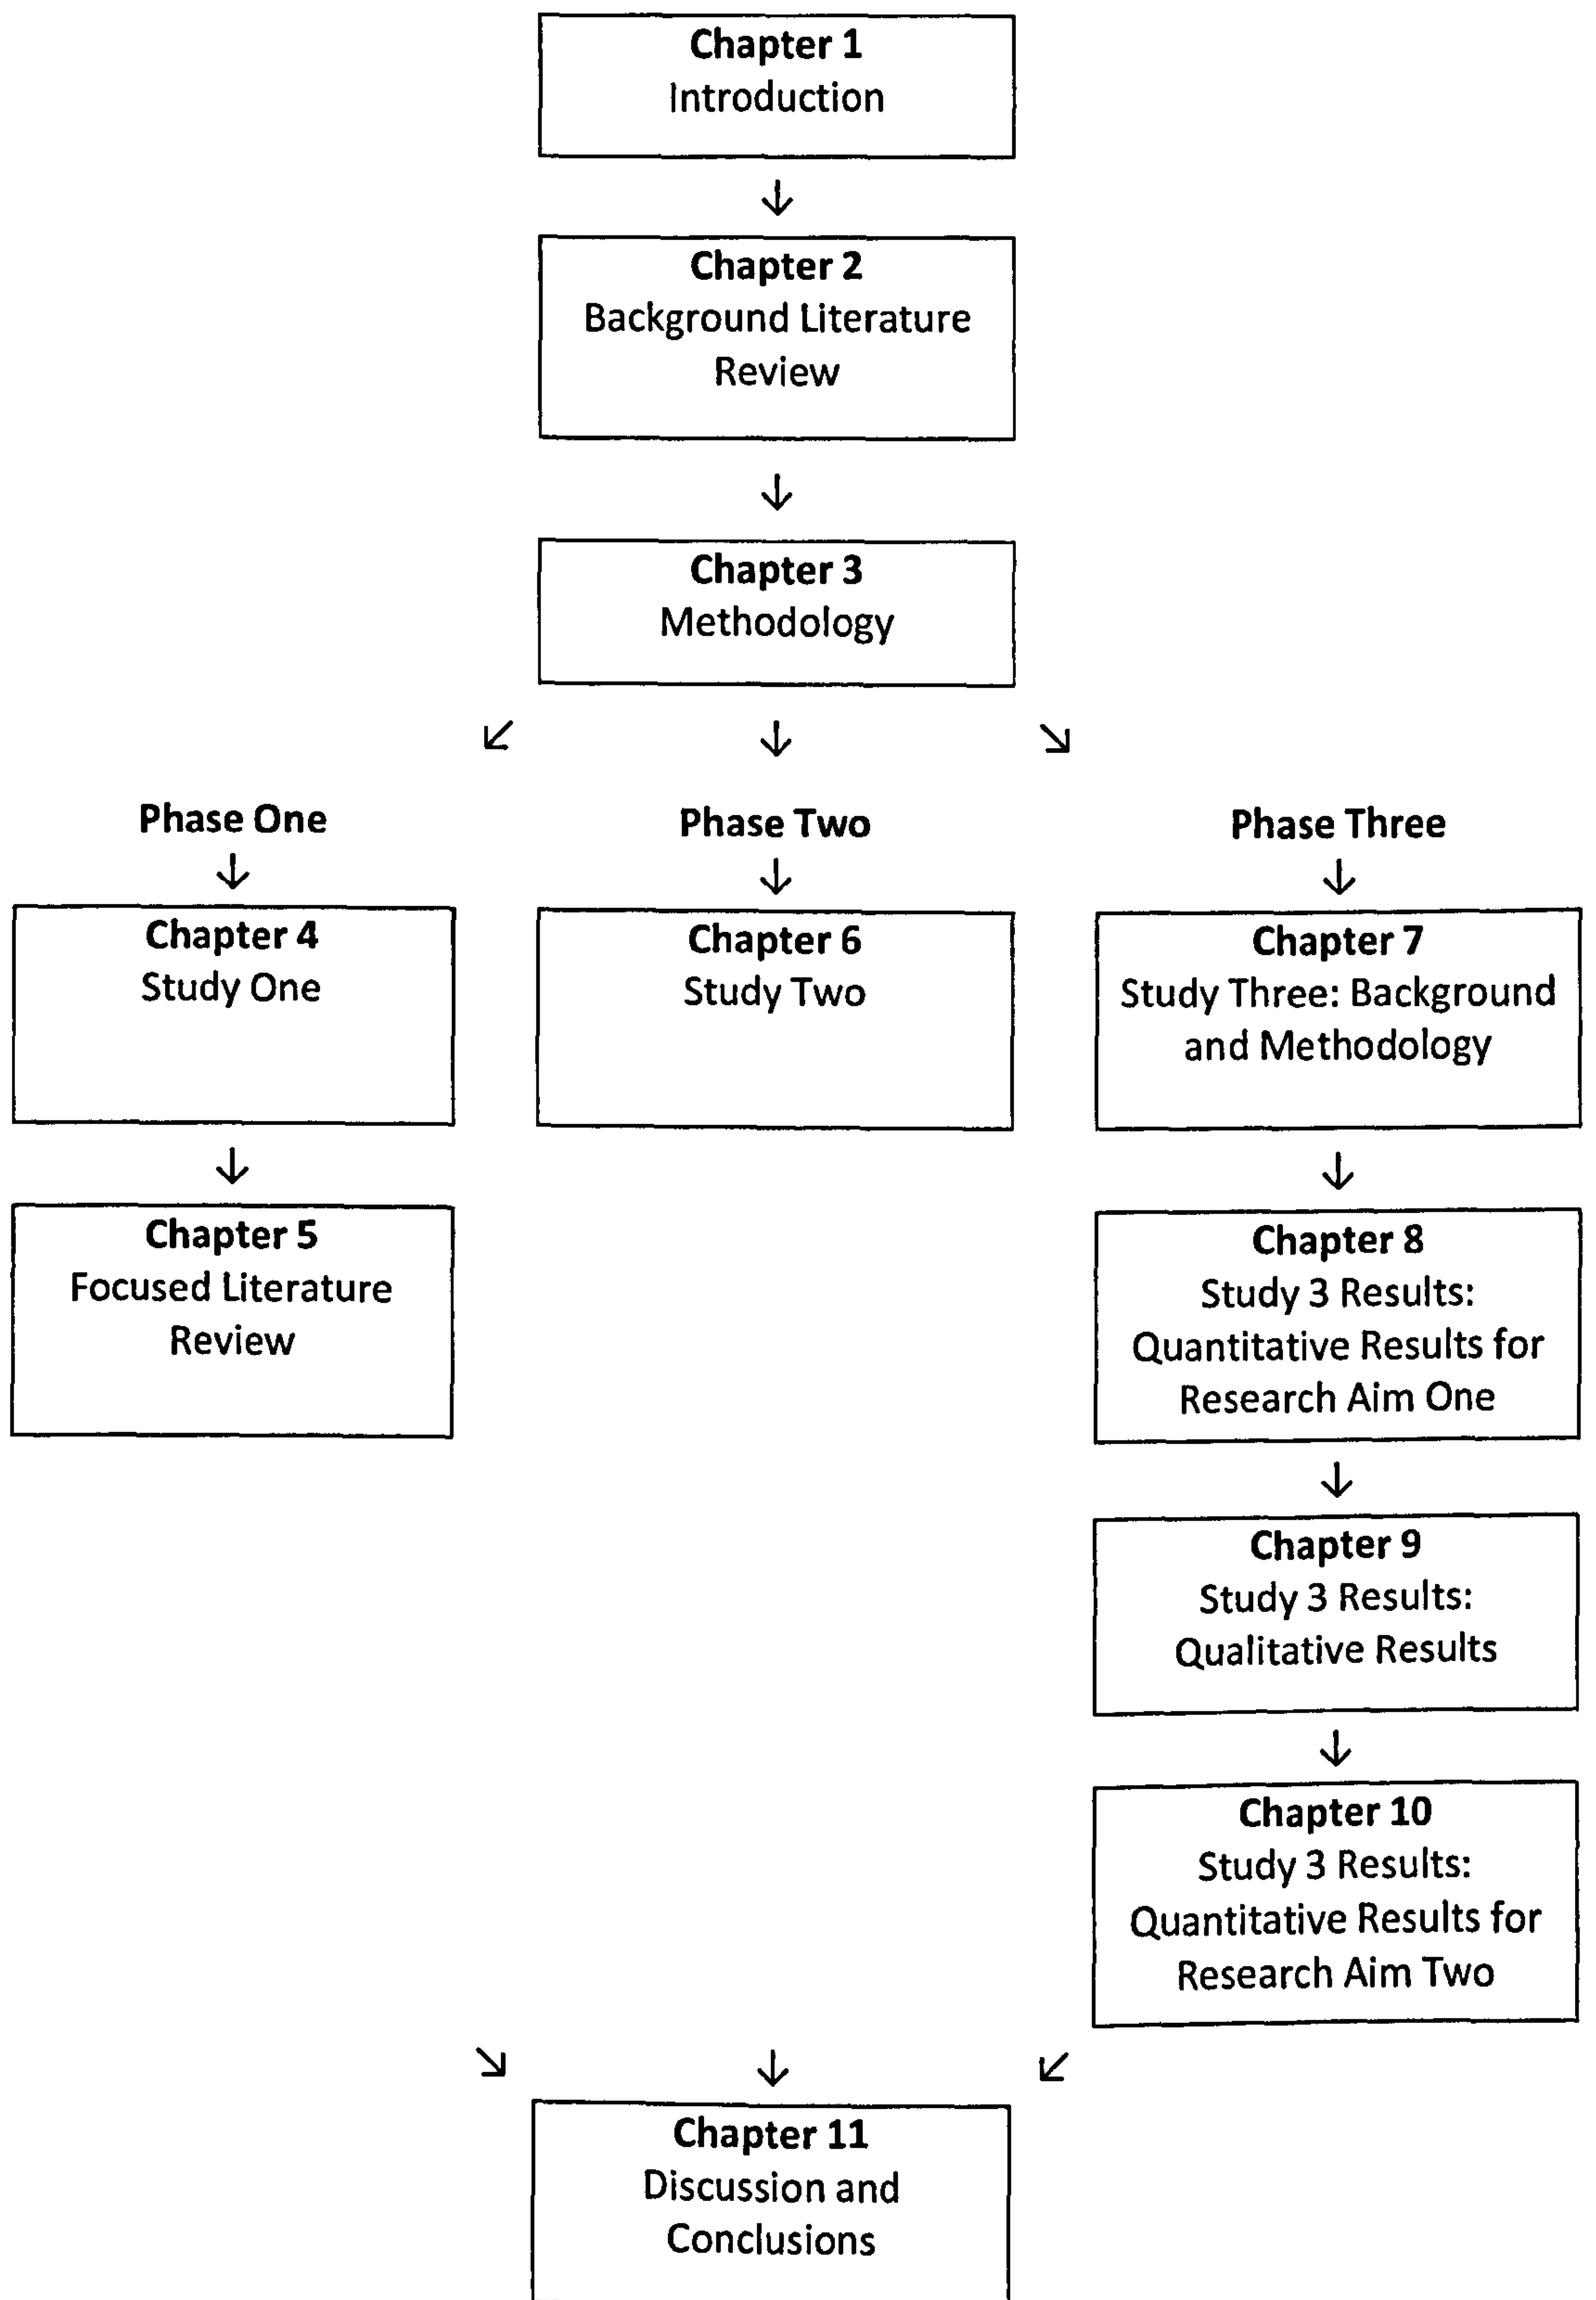 Chapter 1
Introduction
Chapter 2
Background Literature
Review
Chapter 3
Methodology
Phase One
Phase Two
Phase Three
Chapter 4
Study One
Chapter 6
Study Two
Chapter 7
Study Three: Background
and Methodology
Chapter 5
Focused Literature
Review
Chapter 8
Study 3 Results:
Quantitative Results for
Research Aim One
Chapter 9
Study 3 Results:
Qualitative Results
Chapter 10
Study 3 Results:
Quantitative Results for
Research Aim Two
Chapter 11
Discussion and
Conclusions